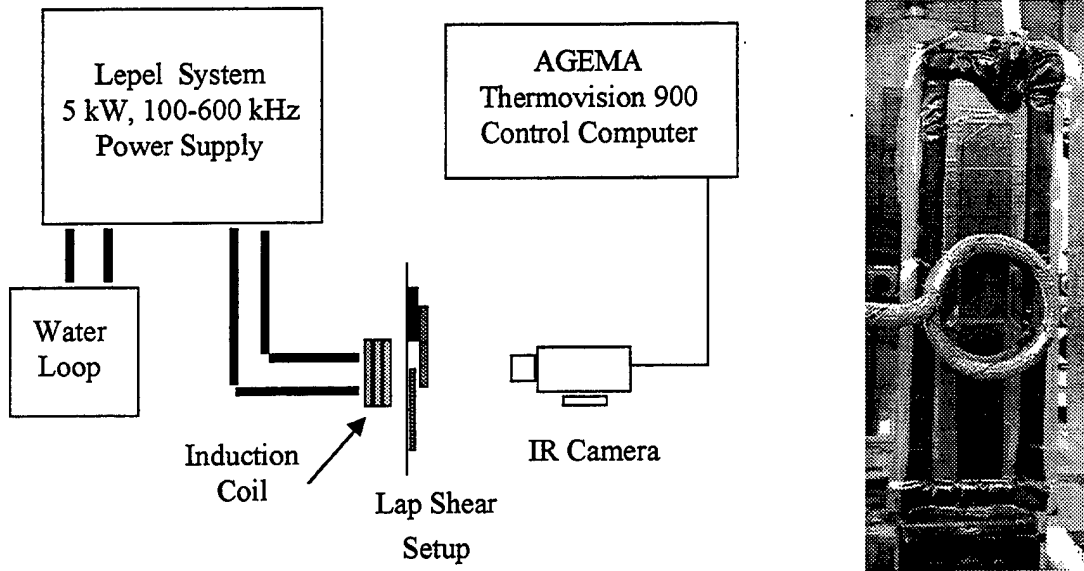 Lepel System
5 kW, 100-600 kHz
Power Supply
AGEMA
Thermovision 900
Control Computer
Water
Loop
Induction
Coil
Lap Shear
Setup
IR Camera